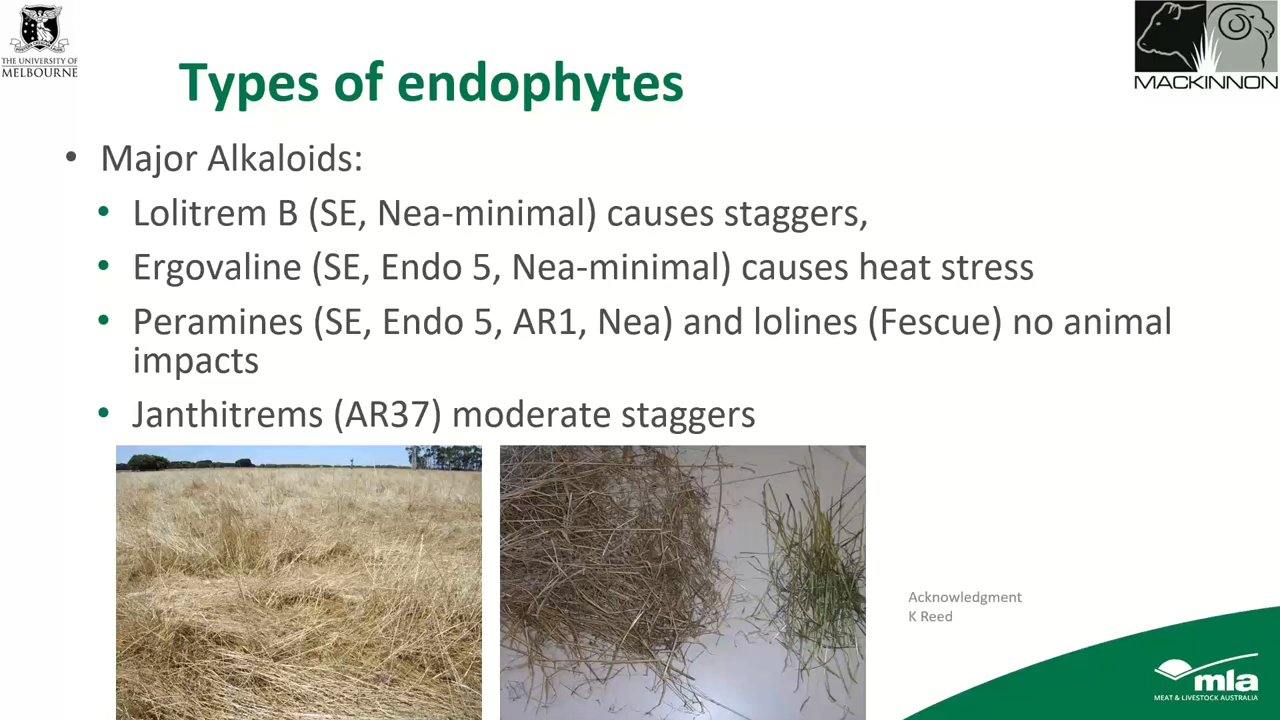 THE UNIVERSITY OF
MELBOURNE
MACKINNON
Types of endophytes
• Major Alkaloids:
• Lolitrem B (SE, Nea-minimal) causes staggers,
• Ergovaline (SE, Endo 5, Nea-minimal) causes heat stress
• Peramines (SE, Endo 5, AR1, Nea) and lolines (Fescue) no animal
impacts
• Janthitrems (AR37) moderate staggers
Acknowledgment
K Reed
mla
MEAT & LIVESTOCK AUSTRALIA